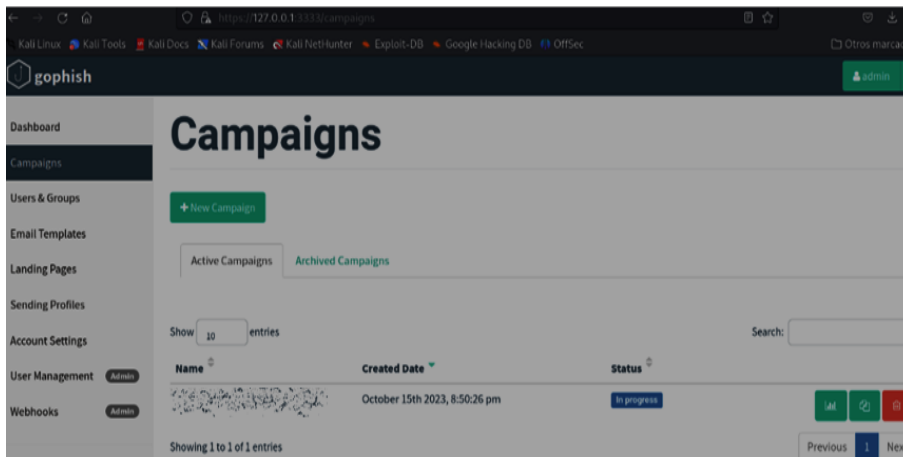 https://127.0.0.1:3333/campaigns
Kali Linux Kali Tools Kali Docs Kali Forums Kali NetHunter Exploit-DB Google Hacking DB OffSec Otros marcad
gophish admin
Dashboard
Campaigns
Users & Groups
Email Templates
Landing Pages
Sending Profiles
Account Settings
User Management Admin
Webhooks Admin
Campaigns
+ New Campaign
Active Campaigns Archived Campaigns
Show 10 entries Search:
Name Created Date Status
October 15th 2023, 8:50:26 pm In progress
Showing 1 to 1 of 1 entries Previous 1 Nex